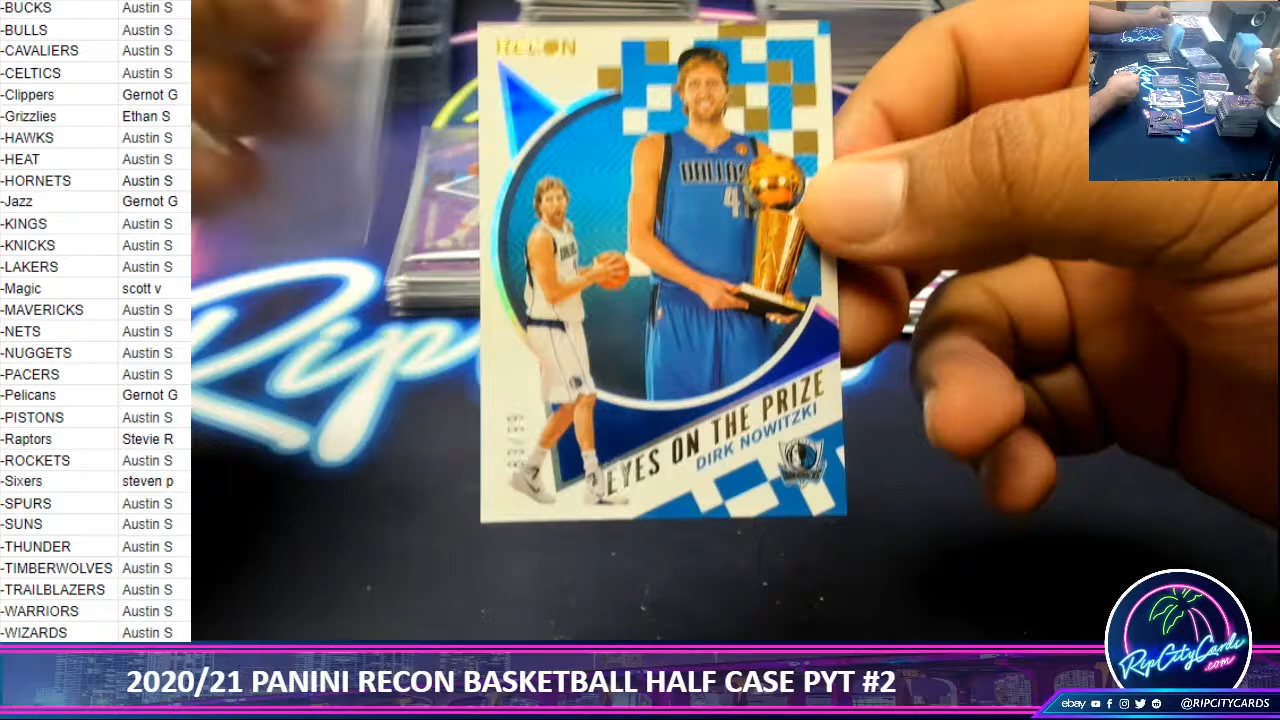 -BUCKS Austin S
-BULLS Austin S
-CAVALIERS Austin S
-CELTICS Austin S
-Clippers Gernot G
-Grizzlies Ethan S
-HAWKS Austin S
-HEAT Austin S
-HORNETS Austin S
-Jazz Gernot G
-KINGS Austin S
-KNICKS Austin S
-LAKERS Austin S
-Magic scott v
-MAVERICKS Austin S
-NETS Austin S
-NUGGETS Austin S
-PACERS Austin S
-Pelicans Gernot G
-PISTONS Austin S
-Raptors Stevie R
-ROCKETS Austin S
-Sixers steven p
-SPURS Austin S
-SUNS Austin S
-THUNDER Austin S
-TIMBERWOLVES Austin S
-TRAILBLAZERS Austin S
-WARRIORS Austin S
-WIZARDS Austin S
RECON
DALLAS
41
EYES ON THE PRIZE
DIRK NOWITZKI
Rip
RipCityCards
.com
2020/21 PANINI RECON BASKETBALL HALF CASE PYT #2
ebay @RIPCITYCARDS